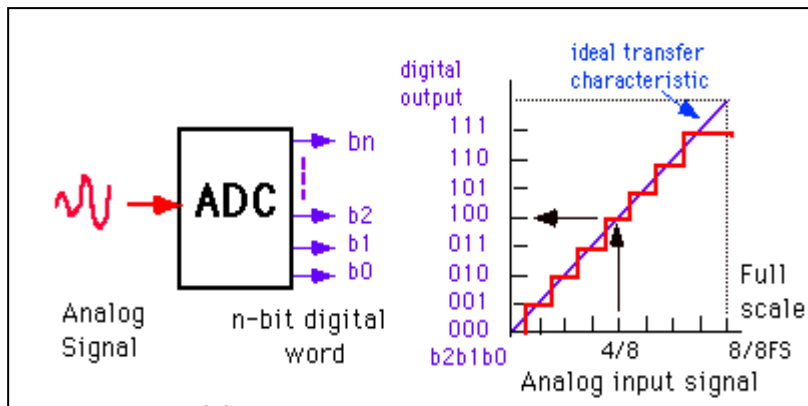 ADC
bn
b2
b1
b0
Analog
Signal
n-bit digital
word
ideal transfer
characteristic
digital
output
111
110
101
100
011
010
001
000
b2b1b0
4/8
8/8FS
Full
scale
Analog input signal